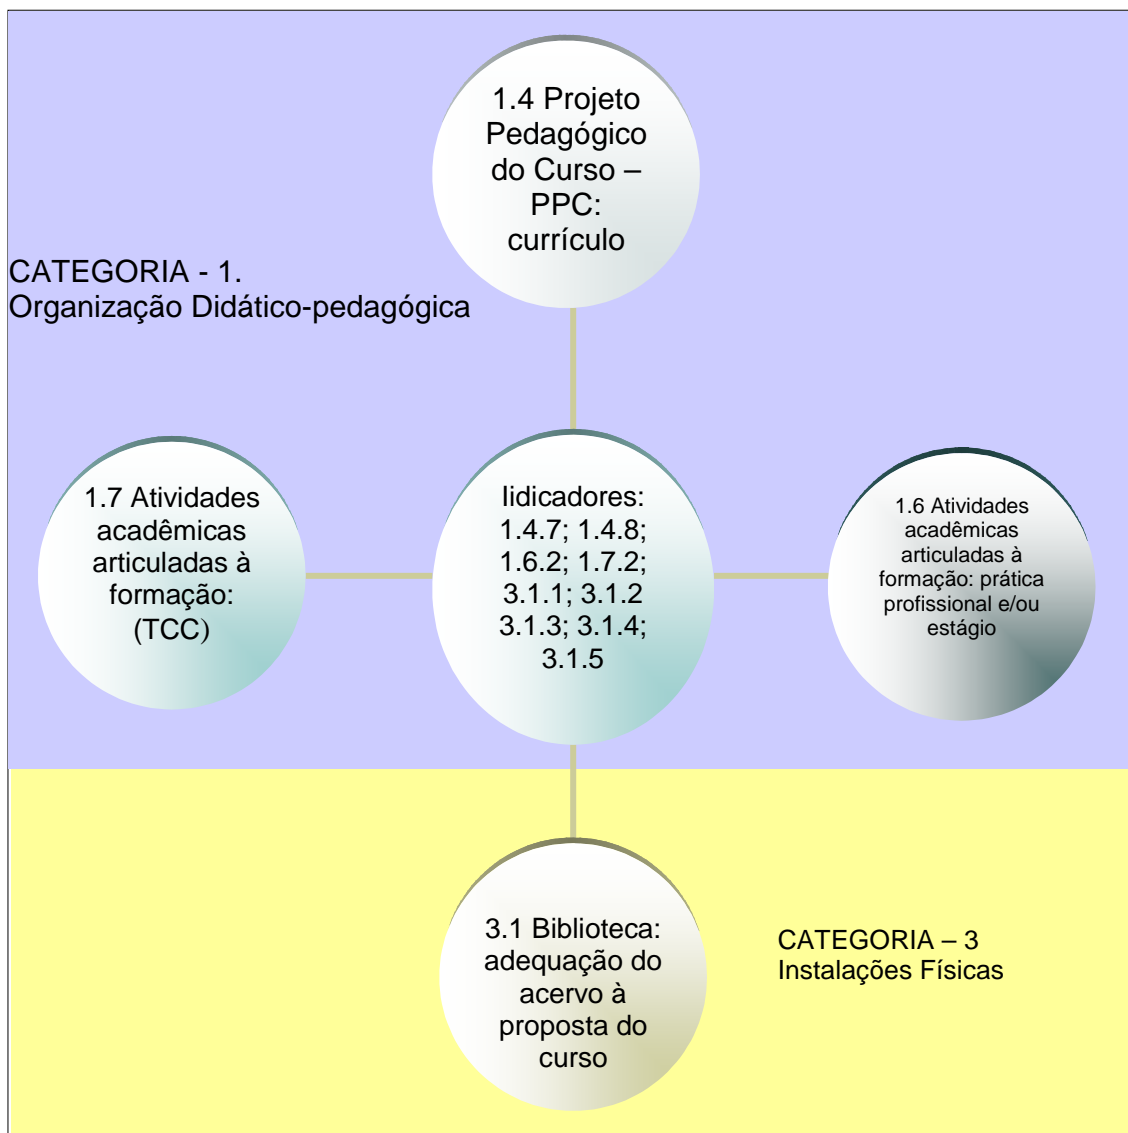 1.4 Projeto
Pedagógico
do Curso –
PPC:
currículo
CATEGORIA - 1.
Organização Didático-pedagógica
1.7 Atividades
acadêmicas
articuladas à
formação:
(TCC)
Iidicadores:
1.4.7; 1.4.8;
1.6.2; 1.7.2;
3.1.1; 3.1.2
3.1.3; 3.1.4;
3.1.5
1.6 Atividades
acadêmicas
articuladas à
formação: prática
profissional e/ou
estágio
3.1 Biblioteca:
adequação do
acervo à
proposta do
curso
CATEGORIA – 3
Instalações Físicas